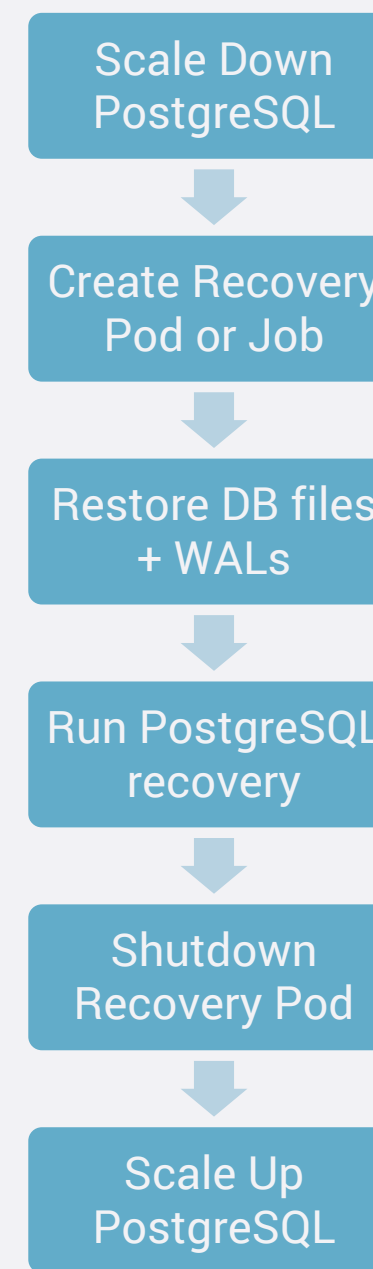 Scale Down
PostgreSQL
Create Recovery
Pod or Job
Restore DB files
+ WALs
Run PostgreSQL
recovery
Shutdown
Recovery Pod
Scale Up
PostgreSQL